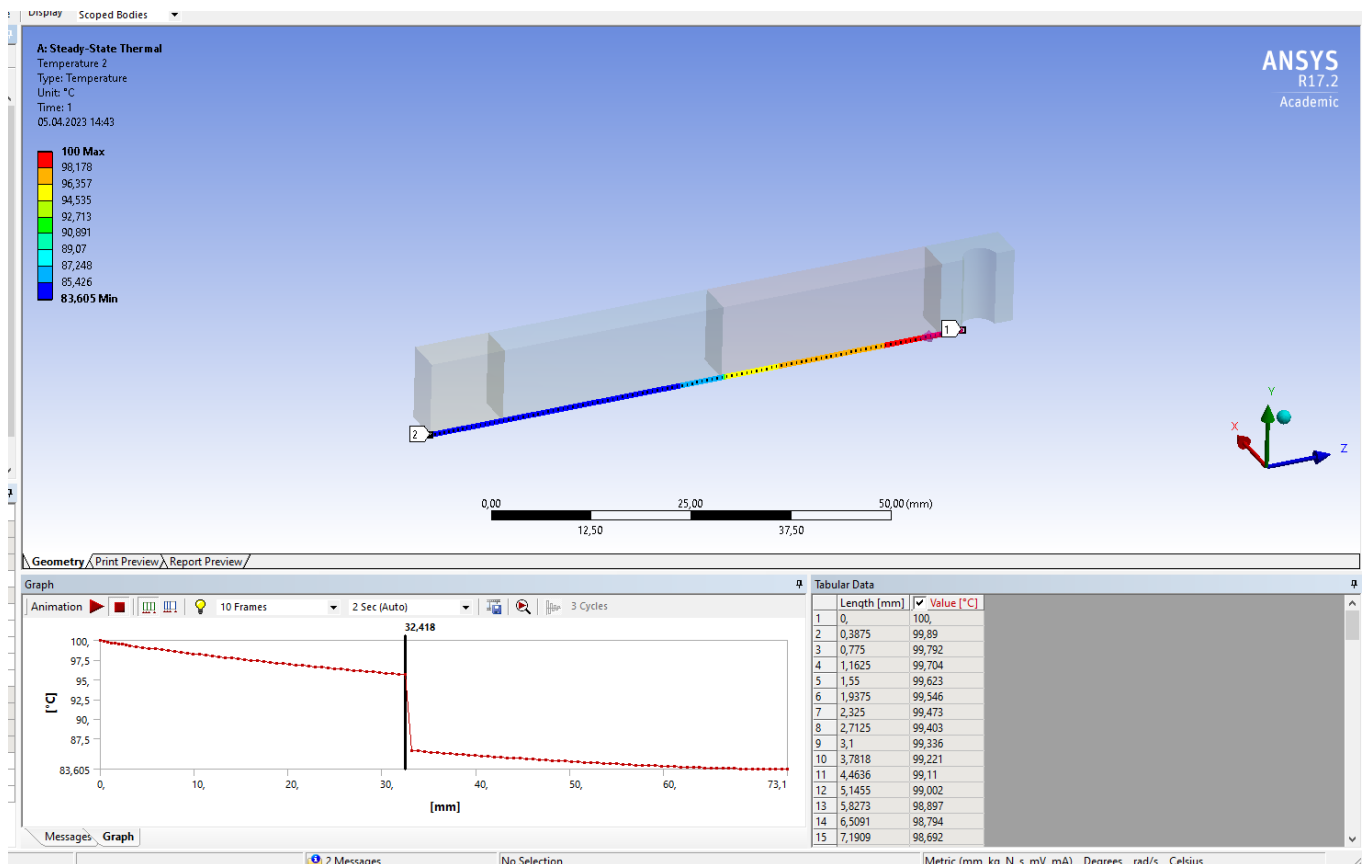 Display Scoped Bodies
A: Steady-State Thermal
Temperature 2
Type: Temperature
Unit: °C
Time: 1
05.04.2023 14:43
100 Max
98,178
96,357
94,535
92,713
90,891
89,07
87,248
85,426
83,605 Min
ANSYS
R17.2
Academic
1
2
Y
X
Z
0,00 25,00 50,00 (mm)
12,50 37,50
Geometry Print Preview Report Preview
Graph
Animation 10 Frames 2 Sec (Auto) 3 Cycles
32,418
100,
97,5
95,
92,5
90,
87,5
83,605
[°C]
0, 10, 20, 30, 40, 50, 60, 73,1
[mm]
Messages Graph
Tabular Data
Length [mm] Value [°C]
1 0, 100,
2 0,3875 99,89
3 0,775 99,792
4 1,1625 99,704
5 1,55 99,623
6 1,9375 99,546
7 2,325 99,473
8 2,7125 99,403
9 3,1 99,336
10 3,7818 99,221
11 4,4636 99,11
12 5,1455 99,002
13 5,8273 98,897
14 6,5091 98,794
15 7,1909 98,692
2 Messages No Selection Metric (mm, kg, N, s, mV, mA) Degrees rad/s Celsius